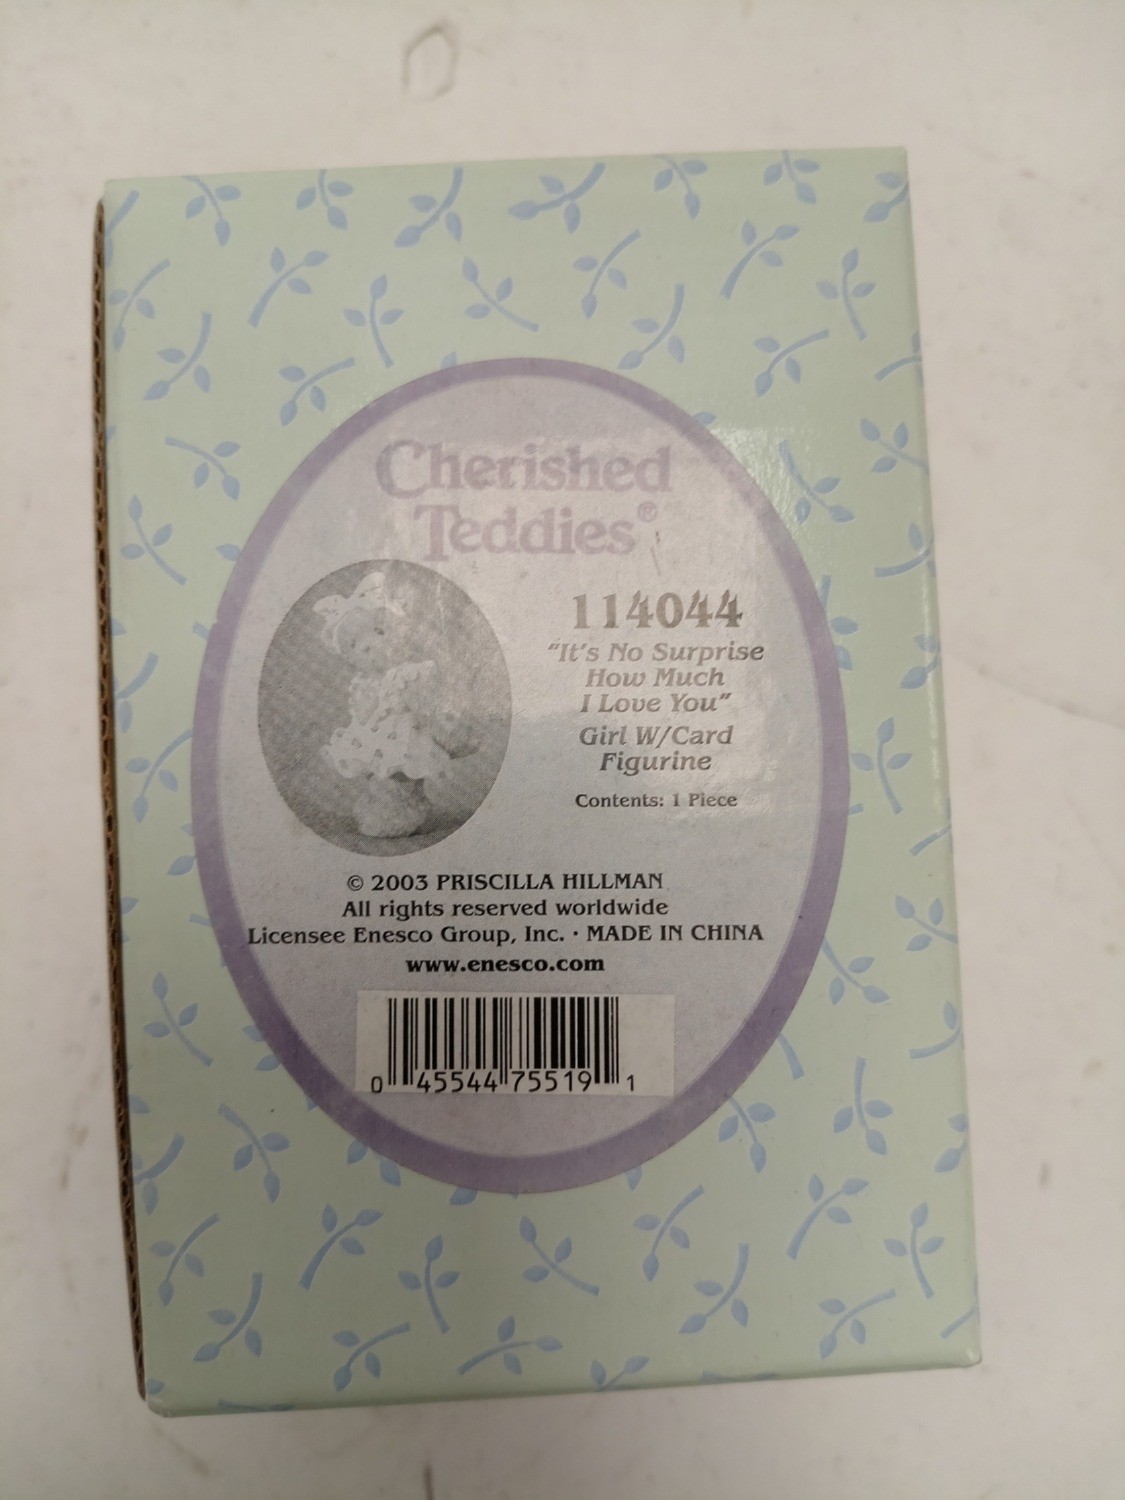 Cherished
Teddies®
114044
"It's No Surprise
How Much
I Love You"
Girl W/Card
Figurine
Contents: 1 Piece
© 2003 PRISCILLA HILLMAN
All rights reserved worldwide
Licensee Enesco Group, Inc. · MADE IN CHINA
www.enesco.com
0 45544 75519 1